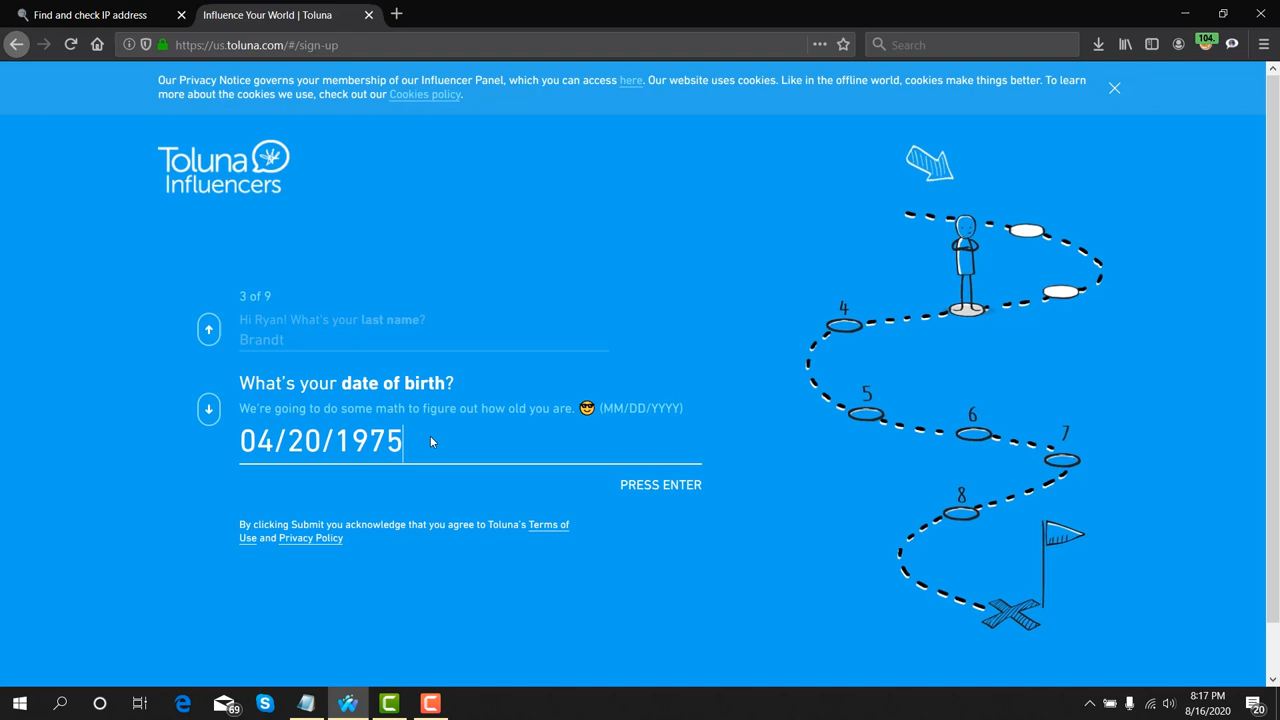 Find and check IP address
Influence Your World | Toluna
https://us.toluna.com/#/sign-up
Search
104.
Our Privacy Notice governs your membership of our Influencer Panel, which you can access here. Our website uses cookies. Like in the offline world, cookies make things better. To learn
more about the cookies we use, check out our Cookies policy.
Toluna
Influencers
3 of 9
Hi Ryan! What's your last name?
Brandt
What's your date of birth?
We're going to do some math to figure out how old you are. 😎 (MM/DD/YYYY)
04/20/1975
PRESS ENTER
By clicking Submit you acknowledge that you agree to Toluna's Terms of
Use and Privacy Policy
4
5
6
7
8
69
8:17 PM
8/16/2020
20